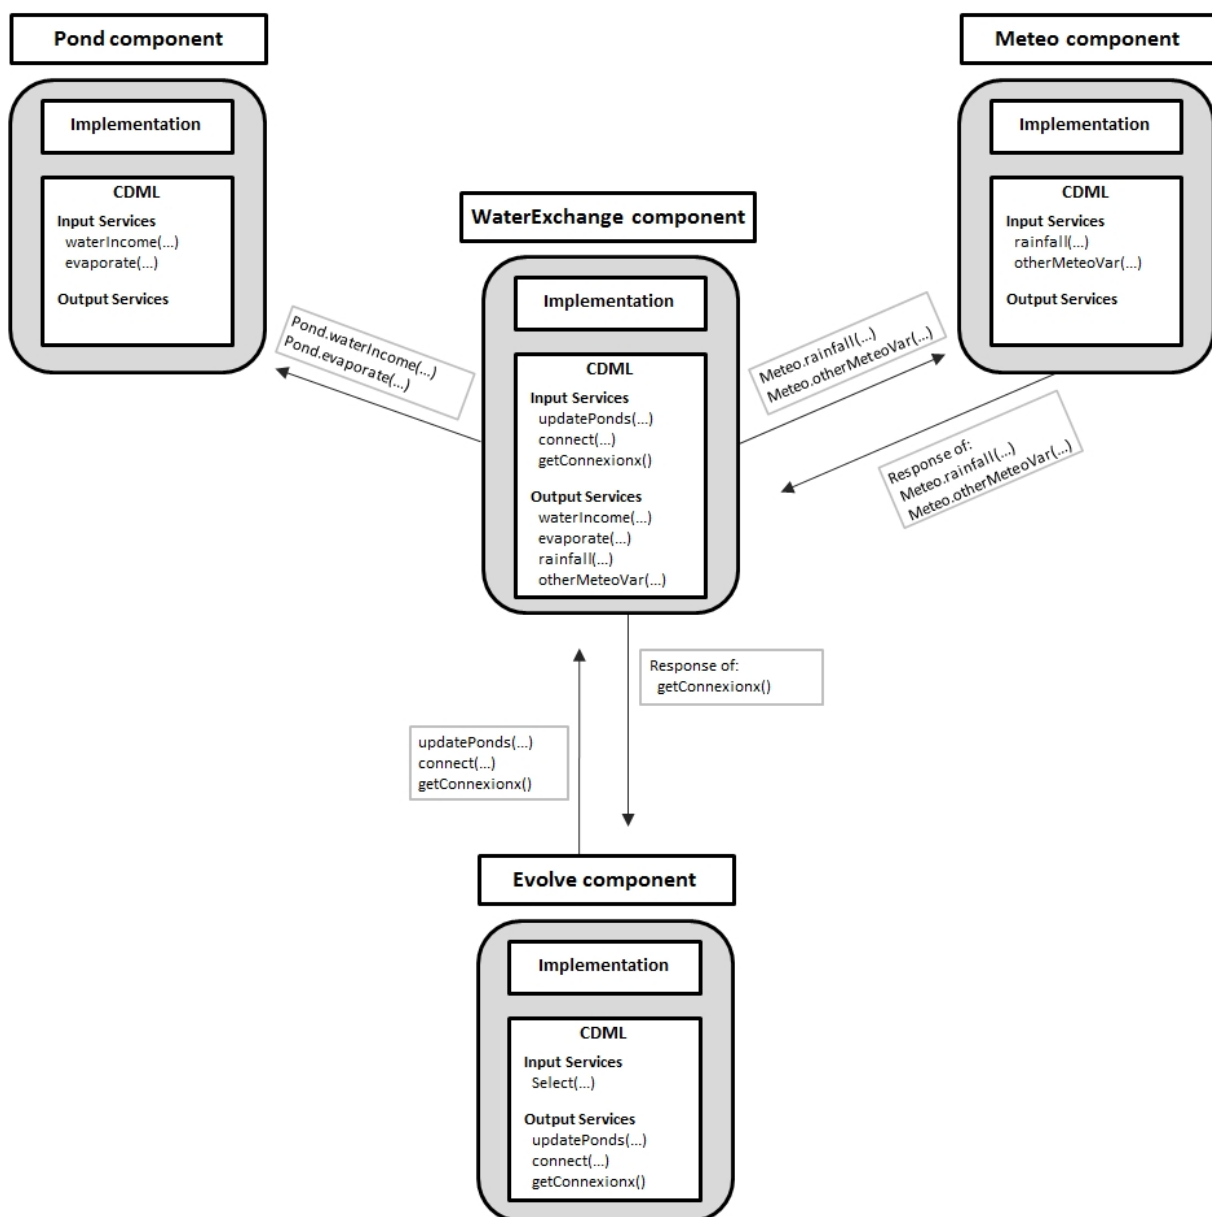 Pond component
Implementation
CDML
Input Services
waterIncome(...)
evaporate(...)
Output Services
Meteo component
Implementation
CDML
Input Services
rainfall(...)
otherMeteoVar(...)
Output Services
WaterExchange component
Implementation
CDML
Input Services
updatePonds(...)
connect(...)
getConnexionx()
Output Services
waterIncome(...)
evaporate(...)
rainfall(...)
otherMeteoVar(...)
Pond.waterIncome(...)
Pond.evaporate(...)
Meteo.rainfall(...)
Meteo.otherMeteoVar(...)
Response of:
Meteo.rainfall(...)
Meteo.otherMeteoVar(...)
Response of:
getConnexionx()
updatePonds(...)
connect(...)
getConnexionx()
Evolve component
Implementation
CDML
Input Services
Select(...)
Output Services
updatePonds(...)
connect(...)
getConnexionx()